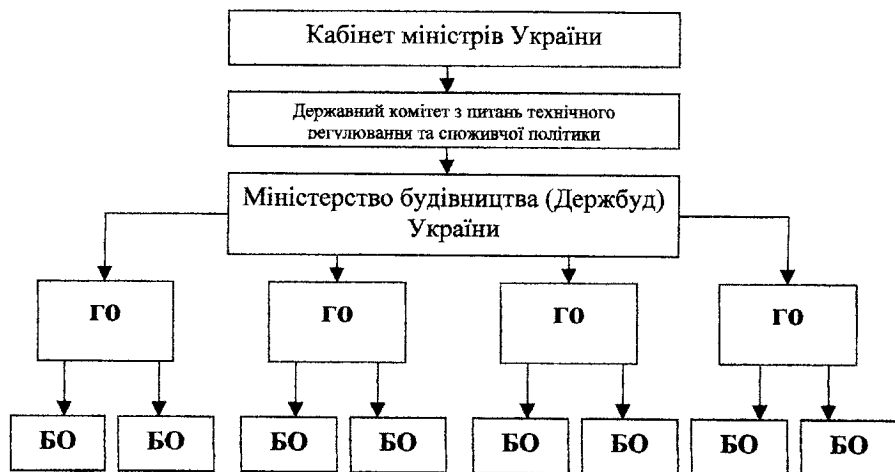 Кабінет міністрів України
Державний комітет з питань технічного
регулювання та споживчої політики
Міністерство будівництва (Держбуд)
України
ГО ГО ГО ГО
БО БО БО БО БО БО БО БО